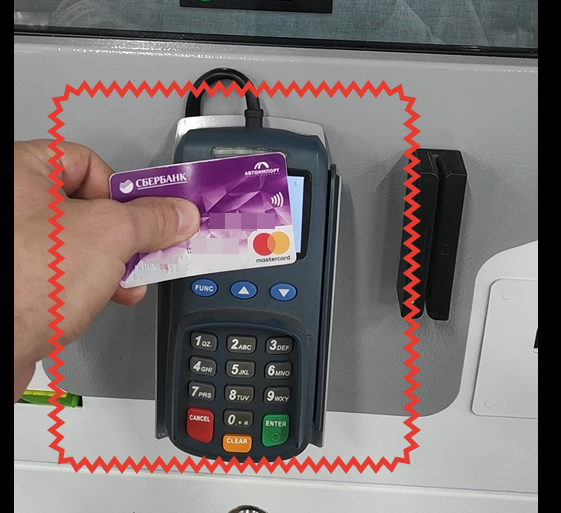 СБЕРБАНК
АВТОИМПОРТ
mastercard.
FUNC
1 QZ.
2 ABC
3 DEF
4 GHI
5 JKL
6 MNO
7 PRS
8 TUV
9 WXY
CANCEL
0
ENTER
CLEAR